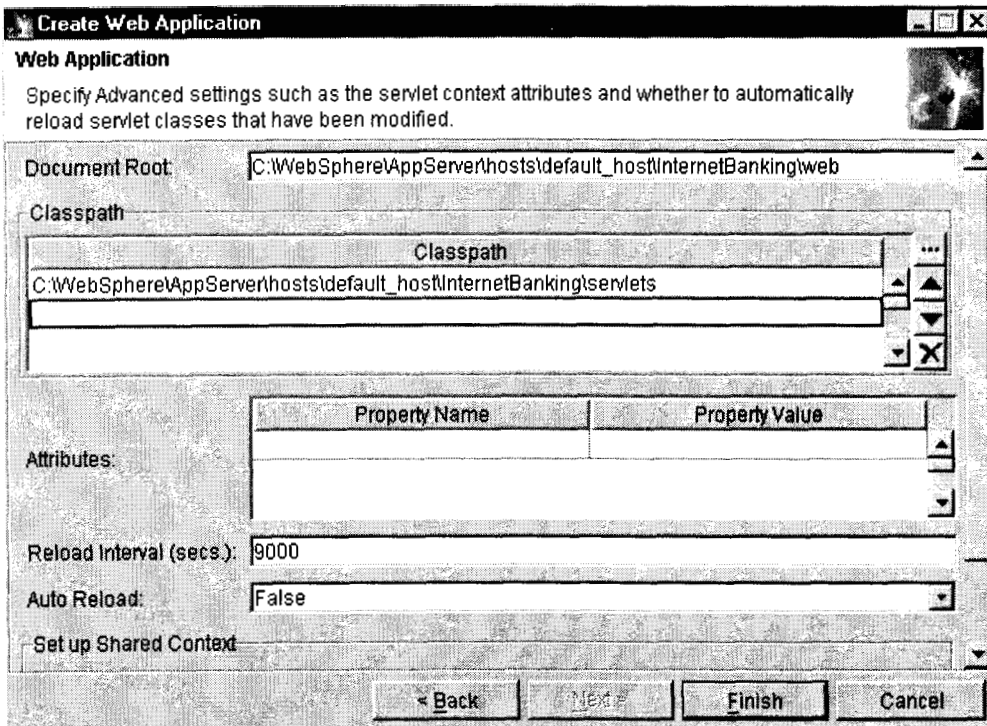 Create Web Application
Web Application
Specify Advanced settings such as the servlet context attributes and whether to automatically
reload servlet classes that have been modified.
Document Root: C:\WebSphere\AppServer\hosts\default_host\InternetBanking\web
Classpath
Classpath
...
C:\WebSphere\AppServer\hosts\default_host\InternetBanking\servlets
Property Name Property Value
Attributes:
Reload Interval (secs.): 9000
Auto Reload: False
Set up Shared Context
< Back Next > Finish Cancel